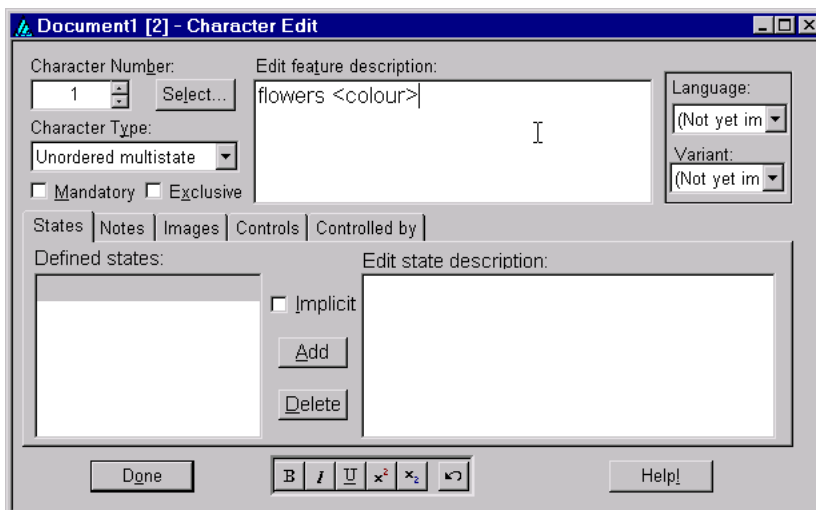 Document1 [2] - Character Edit
Character Number:
1
Select...
Character Type:
Unordered multistate
Mandatory
Exclusive
Edit feature description:
flowers <colour>
Language:
(Not yet im
Variant:
(Not yet im
States
Notes
Images
Controls
Controlled by
Defined states:
Implicit
Add
Delete
Edit state description:
Done
B I U x² x₂
Help!